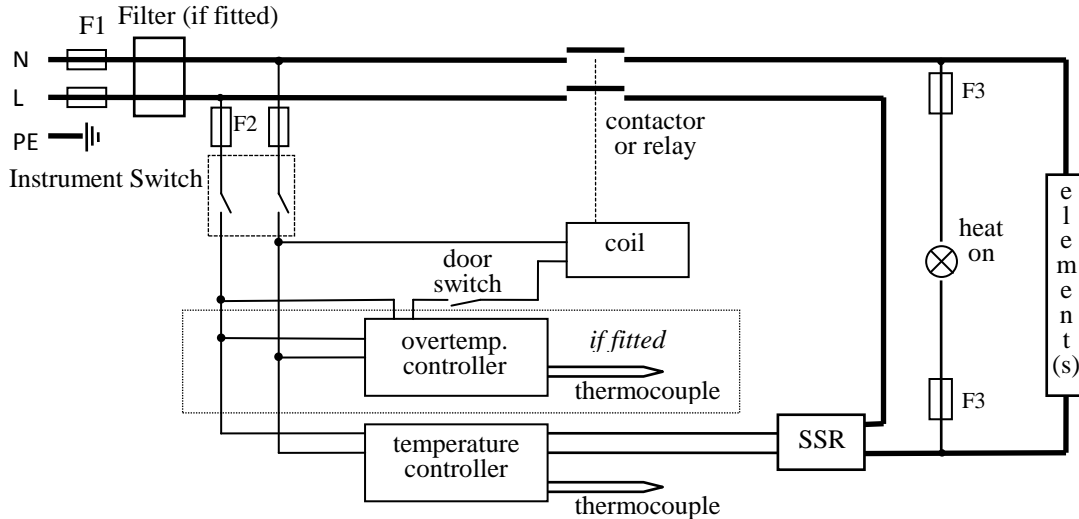 Filter (if fitted)
F1
N
L
PE
F2
Instrument Switch
contactor
or relay
F3
coil
heat
on
door
switch
element(s)
overtemp.
controller
if fitted
thermocouple
F3
temperature
controller
SSR
thermocouple